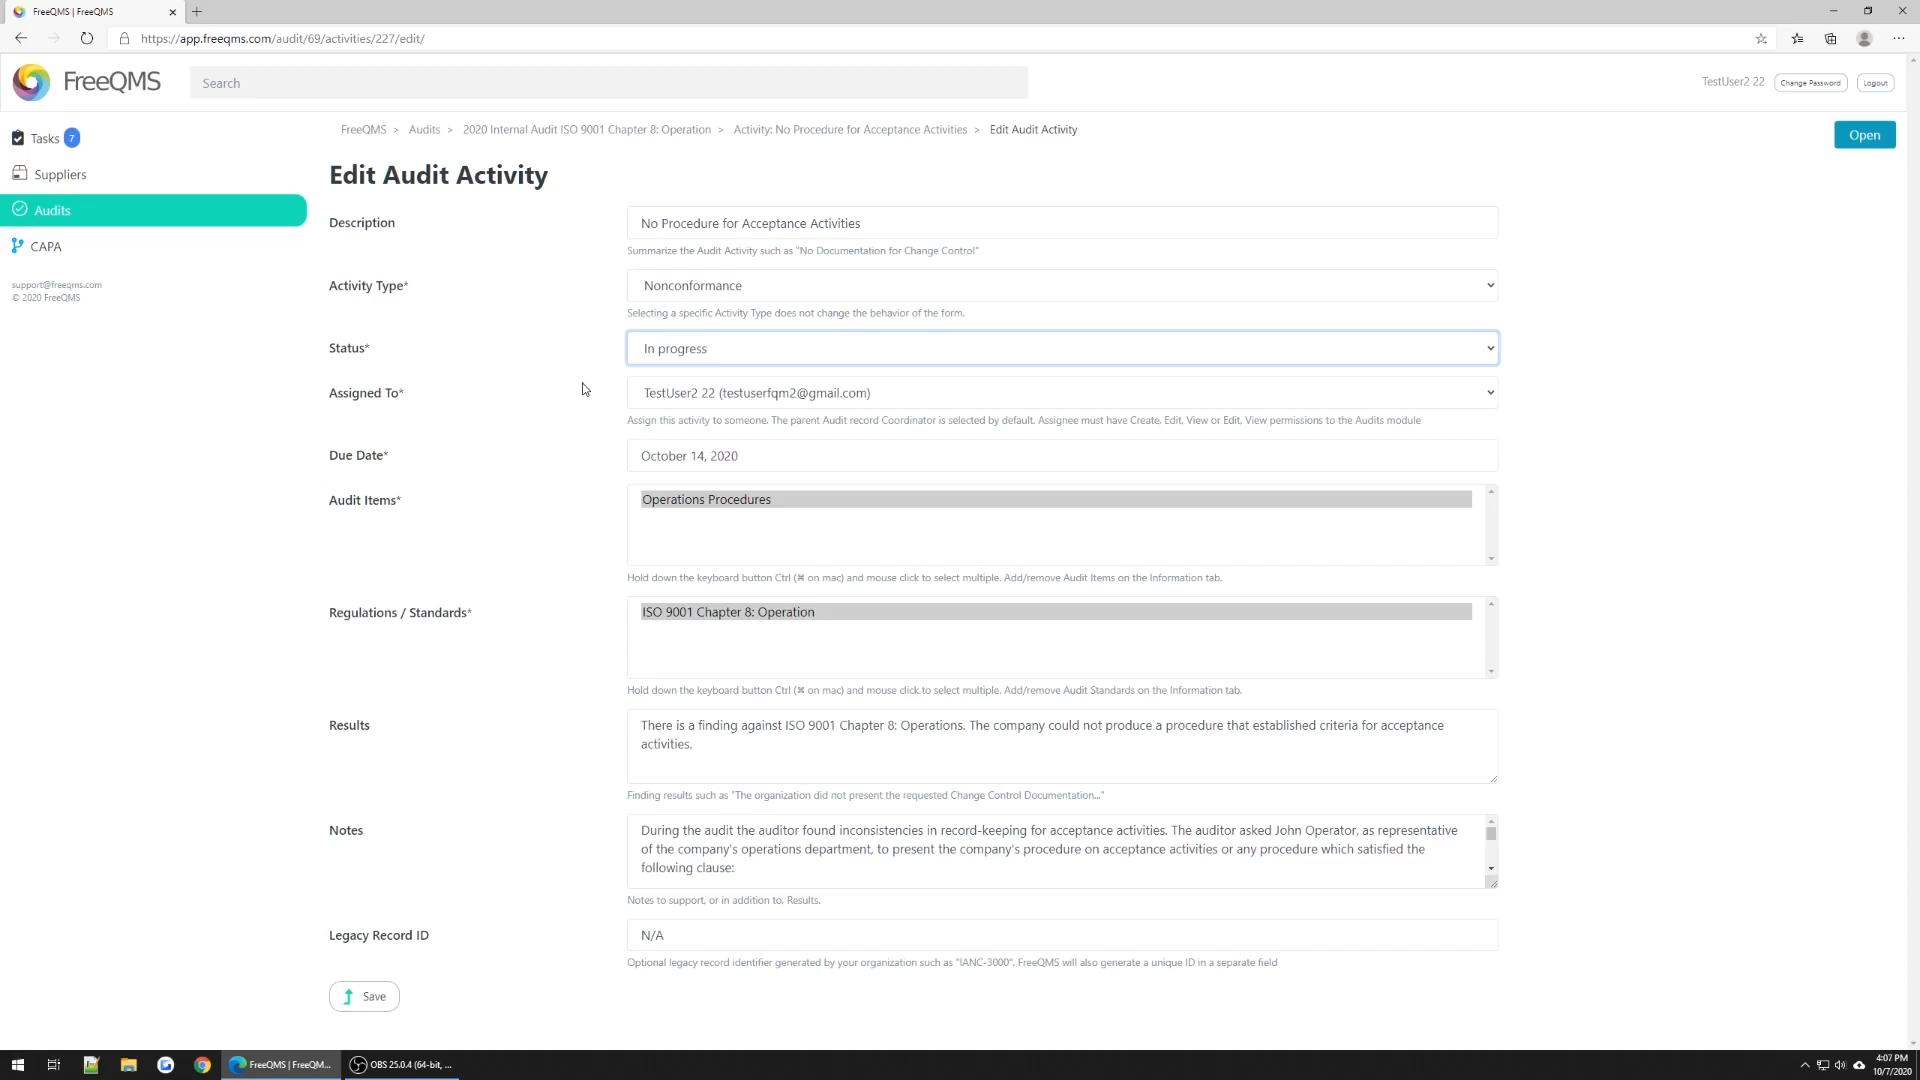 FreeQMS | FreeQMS
https://app.freeqms.com/audit/69/activities/227/edit/
FreeQMS
Search
TestUser2 22
Change Password
Logout
Tasks 7
Suppliers
Audits
CAPA
support@freeqms.com
© 2020 FreeQMS
FreeQMS > Audits > 2020 Internal Audit ISO 9001 Chapter 8: Operation > Activity: No Procedure for Acceptance Activities > Edit Audit Activity
Open
Edit Audit Activity
Description
No Procedure for Acceptance Activities
Summarize the Audit Activity such as "No Documentation for Change Control"
Activity Type*
Nonconformance
Selecting a specific Activity Type does not change the behavior of the form.
Status*
In progress
Assigned To*
TestUser2 22 (testuserfqm2@gmail.com)
Assign this activity to someone. The parent Audit record Coordinator is selected by default. Assignee must have Create, Edit, View or Edit, View permissions to the Audits module
Due Date*
October 14, 2020
Audit Items*
Operations Procedures
Hold down the keyboard button Ctrl (⌘ on mac) and mouse click to select multiple. Add/remove Audit Items on the Information tab.
Regulations / Standards*
ISO 9001 Chapter 8: Operation
Hold down the keyboard button Ctrl (⌘ on mac) and mouse click to select multiple. Add/remove Audit Standards on the Information tab.
Results
There is a finding against ISO 9001 Chapter 8: Operations. The company could not produce a procedure that established criteria for acceptance
activities.
Finding results such as "The organization did not present the requested Change Control Documentation..."
Notes
During the audit the auditor found inconsistencies in record-keeping for acceptance activities. The auditor asked John Operator, as representative
of the company's operations department, to present the company's procedure on acceptance activities or any procedure which satisfied the
following clause:
Notes to support, or in addition to, Results.
Legacy Record ID
N/A
Optional legacy record identifier generated by your organization such as "IANC-3000". FreeQMS will also generate a unique ID in a separate field
Save
FreeQMS | FreeQM...
OBS 25.0.4 (64-bit, ...
4:07 PM
10/7/2020